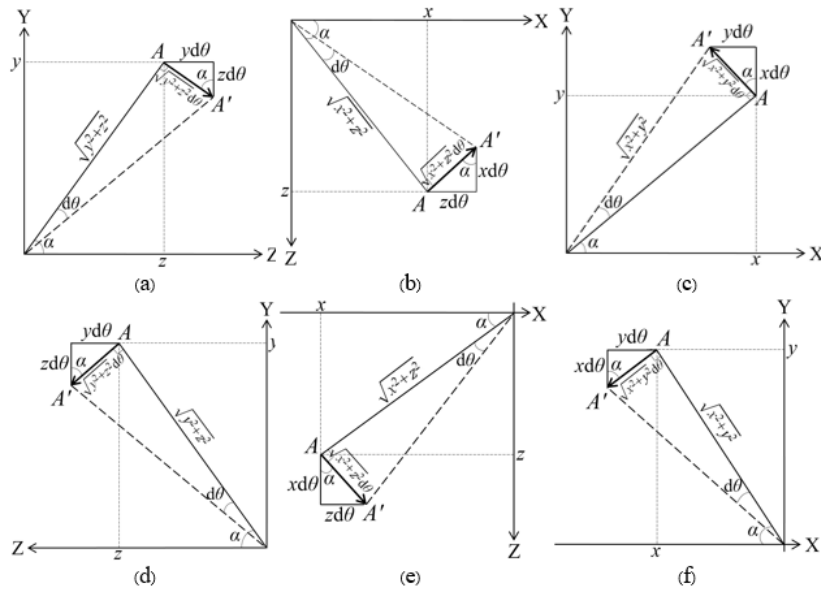 Y
y
A
ydθ
α
zdθ
√y²+z²dθ
A'
√y²+z²
dθ
α
z
Z
(a)
x
X
α
dθ
√x²+z²
A'
√x²+z²dθ
α
xdθ
z
A
zdθ
Z
(b)
Y
A'
ydθ
α
xdθ
√x²+y²dθ
A
y
√x²+y²
dθ
α
x
X
(c)
Y
ydθ
A
y
zdθ
α
√y²+z²dθ
A'
√y²+z²
dθ
α
Z
z
(d)
x
X
α
dθ
√x²+z²
A
z
√x²+z²dθ
xdθ
α
zdθ
A'
Z
(e)
Y
ydθ
A
y
xdθ
α
√x²+y²dθ
A'
√x²+y²
dθ
α
x
X
(f)